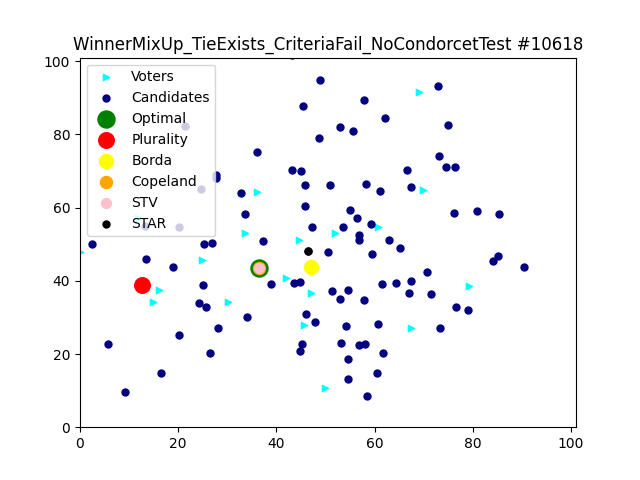 WinnerMixUp_TieExists_CriteriaFail_NoCondorcetTest #10618
100
80
60
40
20
0
Voters
Candidates
Optimal
Plurality
Borda
Copeland
STV
STAR
0 20 40 60 80 100